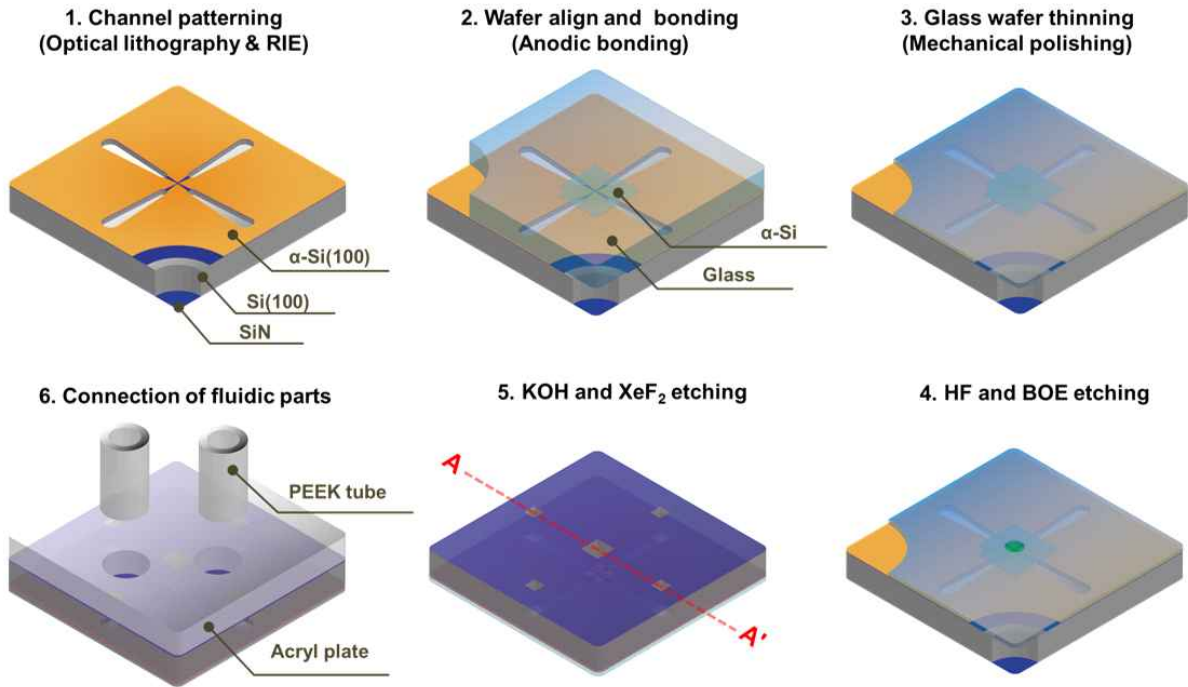 1. Channel patterning
(Optical lithography & RIE)
2. Wafer align and bonding
(Anodic bonding)
3. Glass wafer thinning
(Mechanical polishing)
α-Si(100)
Si(100)
SiN
α-Si
Glass
6. Connection of fluidic parts
5. KOH and XeF₂ etching
4. HF and BOE etching
PEEK tube
Acryl plate
A
A'